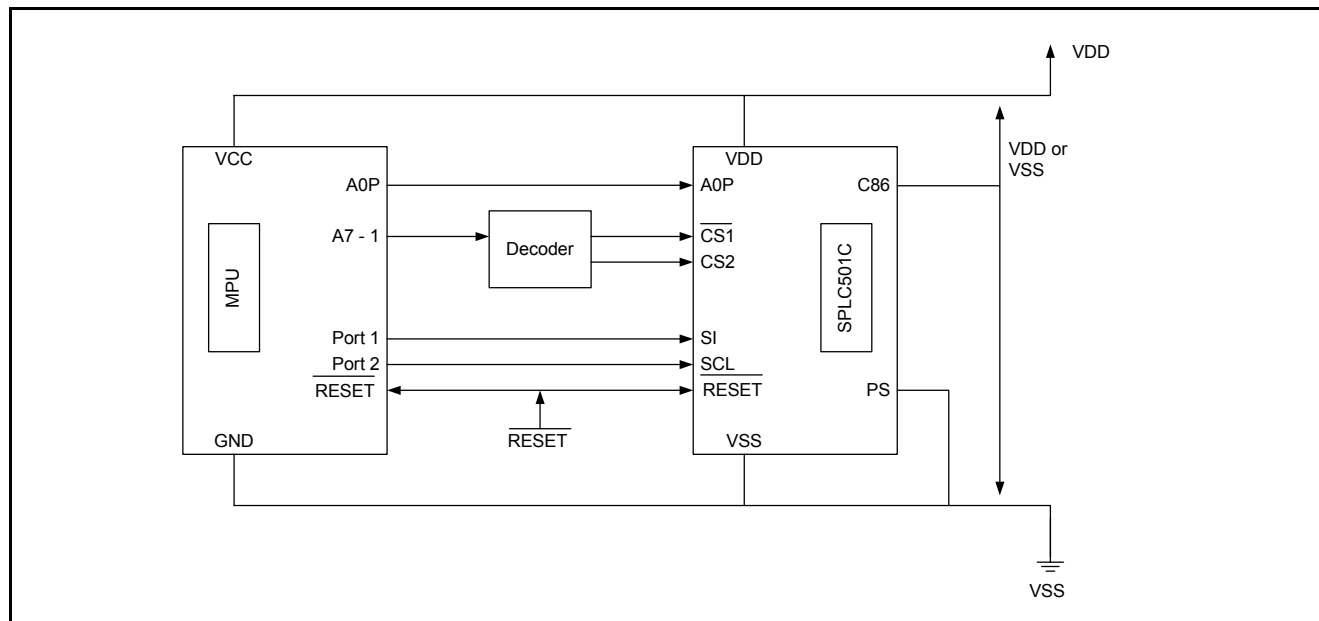 VDD
VCC
VDD
VDD or
VSS
A0P
A0P
C86
A7 - 1
Decoder
CS1
CS2
MPU
SPLC501C
Port 1
SI
Port 2
SCL
RESET
RESET
PS
RESET
GND
VSS
VSS